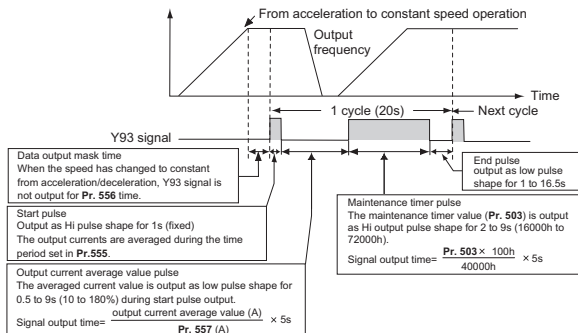 From acceleration to constant speed operation
Output
frequency
Time
1 cycle (20s)
Next cycle
Y93 signal
Data output mask time
When the speed has changed to constant
from acceleration/deceleration, Y93 signal is
not output for Pr. 556 time.
End pulse
output as low pulse
shape for 1 to 16.5s
Start pulse
Output as Hi pulse shape for 1s (fixed)
The output currents are averaged during the time
period set in Pr.555.
Maintenance timer pulse
The maintenance timer value (Pr. 503) is output
as Hi output pulse shape for 2 to 9s (16000h to
72000h).
Signal output time= Pr. 503 × 100h / 40000h × 5s
Output current average value pulse
The averaged current value is output as low pulse shape for
0.5 to 9s (10 to 180%) during start pulse output.
Signal output time= output current average value (A) / Pr. 557 (A) × 5s